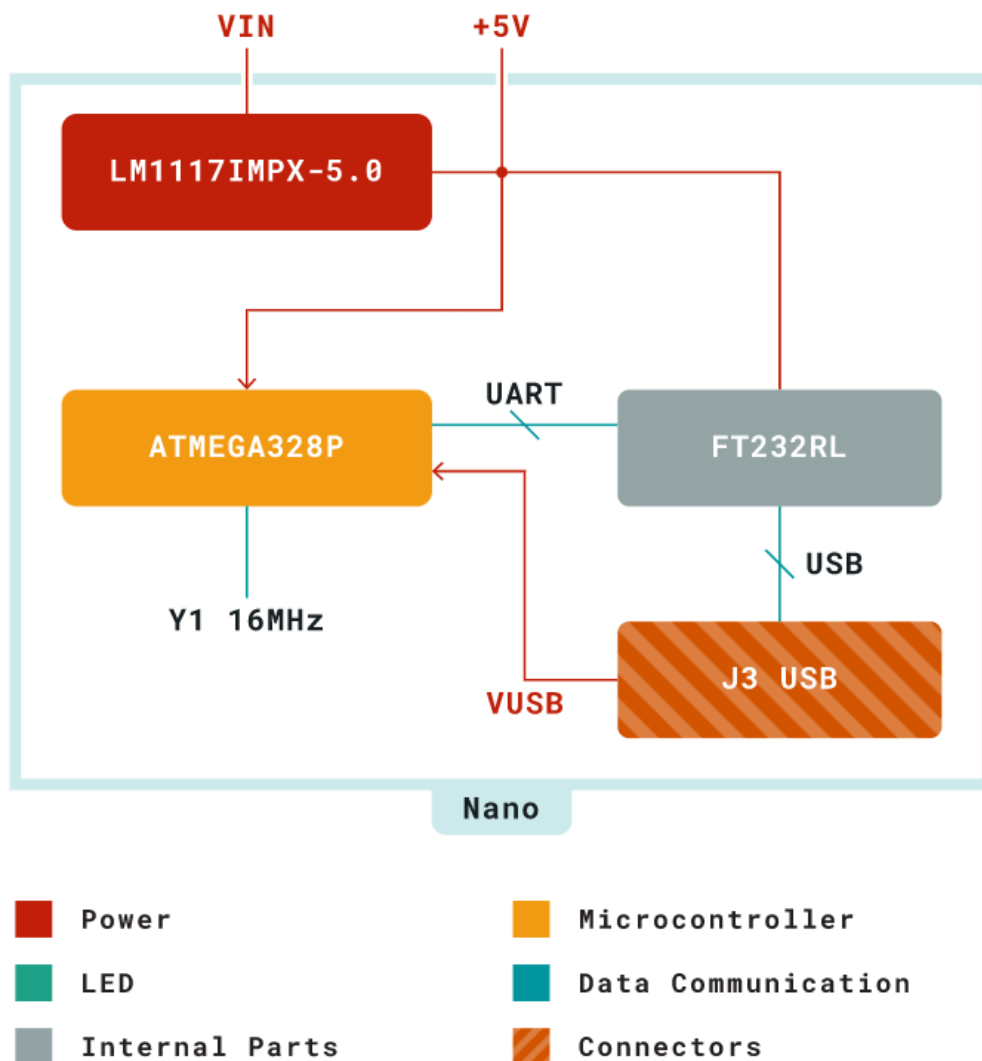 VIN
+5V
LM1117IMPX-5.0
UART
ATMEGA328P
FT232RL
USB
Y1 16MHz
J3 USB
VUSB
Nano
Power
Microcontroller
LED
Data Communication
Internal Parts
Connectors